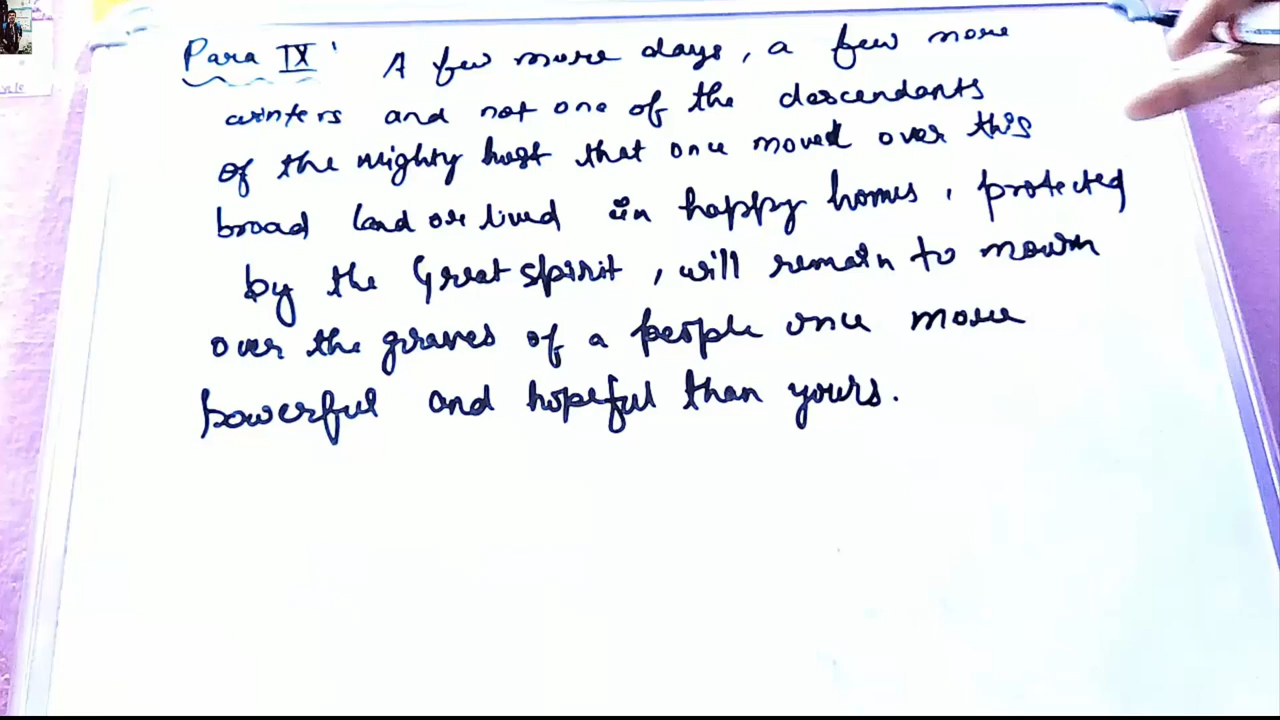 Para IX' A few more days, a few more
winters and not one of the descendants
of the mighty host that once moved over this
broad land or lived in happy homes, protected
by the Great spirit, will remain to mourn
over the graves of a people once more
powerful and hopeful than yours.